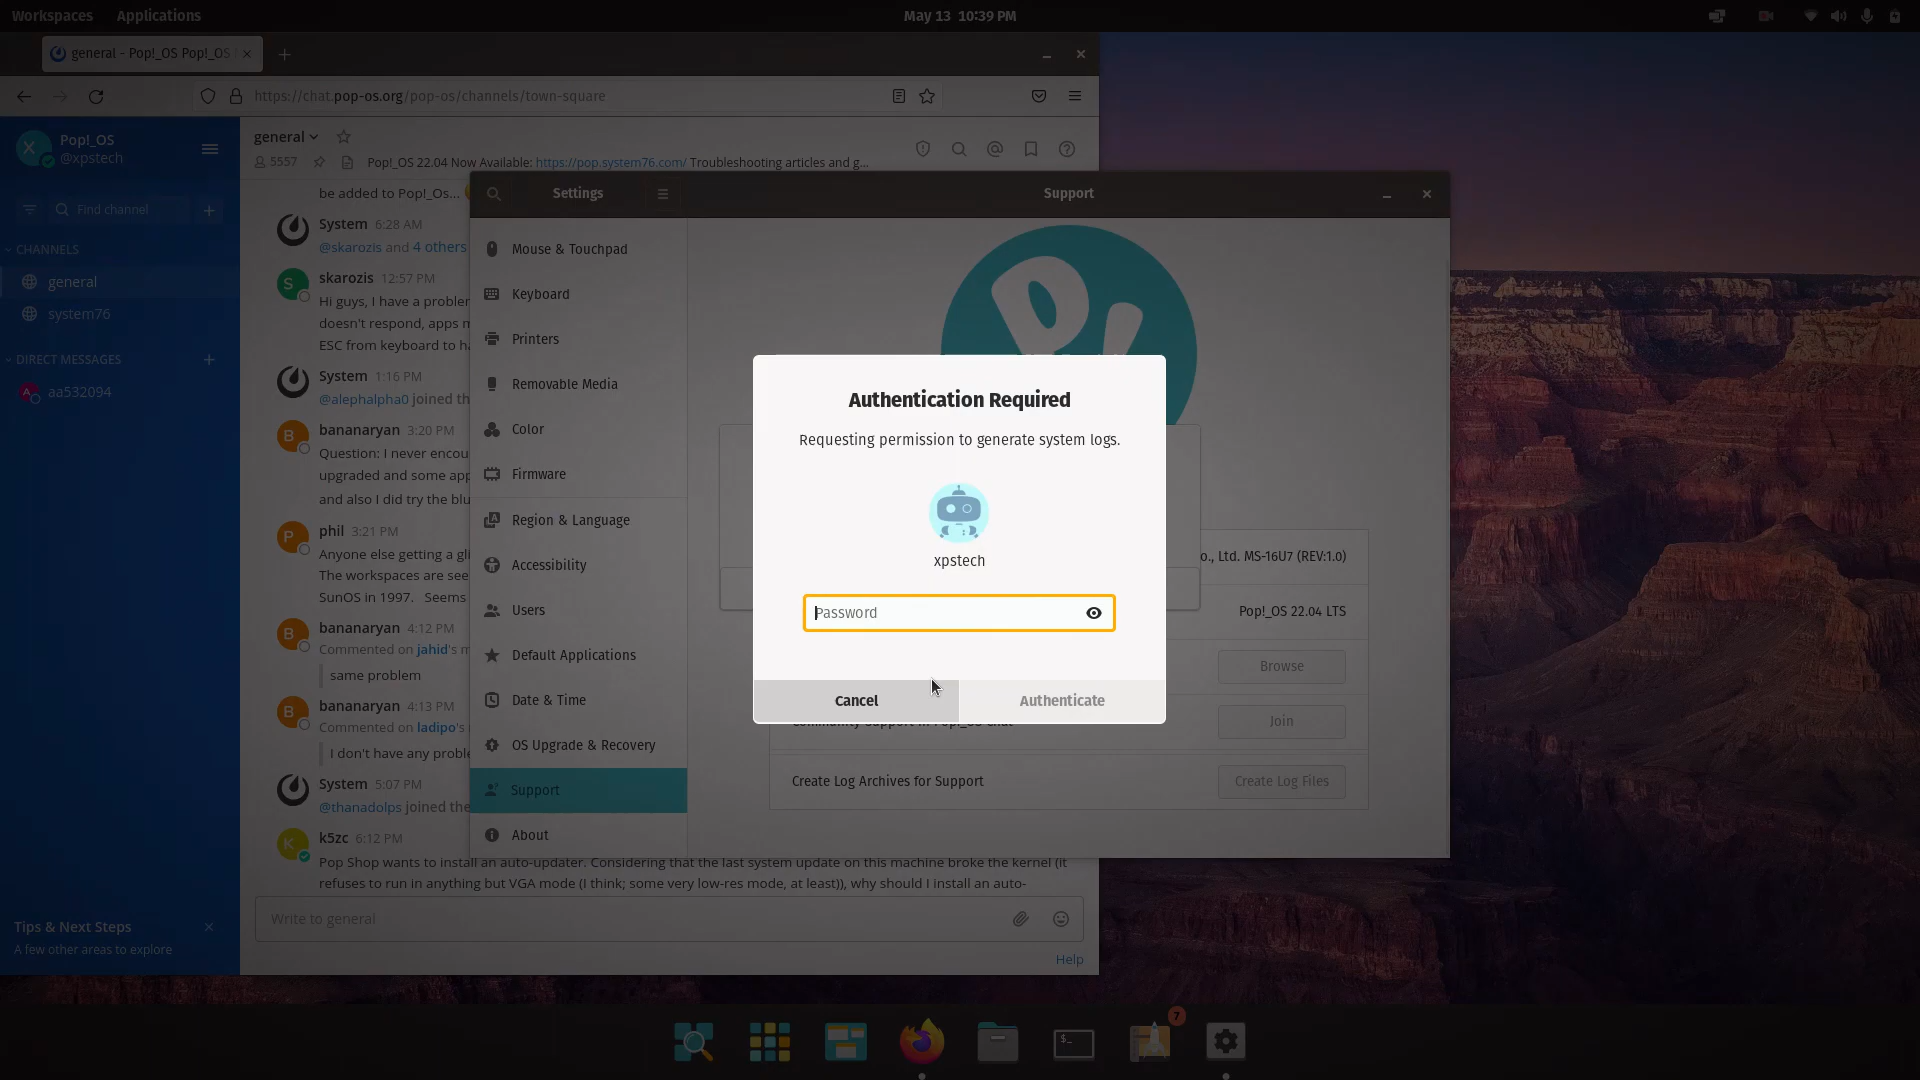 Workspaces Applications May 13 10:39 PM
general - Pop!_OS Pop!_OS
https://chat.pop-os.org/pop-os/channels/town-square
Pop!_OS
@xpstech
Find channel
CHANNELS
general
system76
DIRECT MESSAGES
aa532094
Tips & Next Steps
A few other areas to explore
general
5557 Pop!_OS 22.04 Now Available: https://pop.system76.com/ Troubleshooting articles and g...
be added to Pop!_Os...
System 6:28 AM
@skarozis and 4 others
skarozis 12:57 PM
Hi guys, I have a
doesn't respond, apps
ESC from keyboard to
System 1:16 PM
@alephalpha0 joined
bananaryan 3:20 PM
Question: I never
upgraded and some
and also I did try the
phil 3:21 PM
Anyone else getting a
The workspaces are
SunOS in 1997. Seems
bananaryan 4:12 PM
Commented on jahid's
same problem
bananaryan 4:13 PM
Commented on ladipo's
I don't have any
System 5:07 PM
@thanadolps joined the
k5zc 6:12 PM
Pop Shop wants to install an auto-updater. Considering that the last system update on this machine broke the kernel (it
refuses to run in anything but VGA mode (I think; some very low-res mode, at least)), why should I install an auto-
Write to general
Help
Settings
Support
Mouse & Touchpad
Keyboard
Printers
Removable Media
Color
Firmware
Region & Language
Accessibility
Users
Default Applications
Date & Time
OS Upgrade & Recovery
Support
About
P!
o., Ltd. MS-16U7 (REV:1.0)
Pop!_OS 22.04 LTS
Browse
Join
Create Log Archives for Support Create Log Files
Authentication Required
Requesting permission to generate system logs.
xpstech
Password
Cancel Authenticate
7
$_